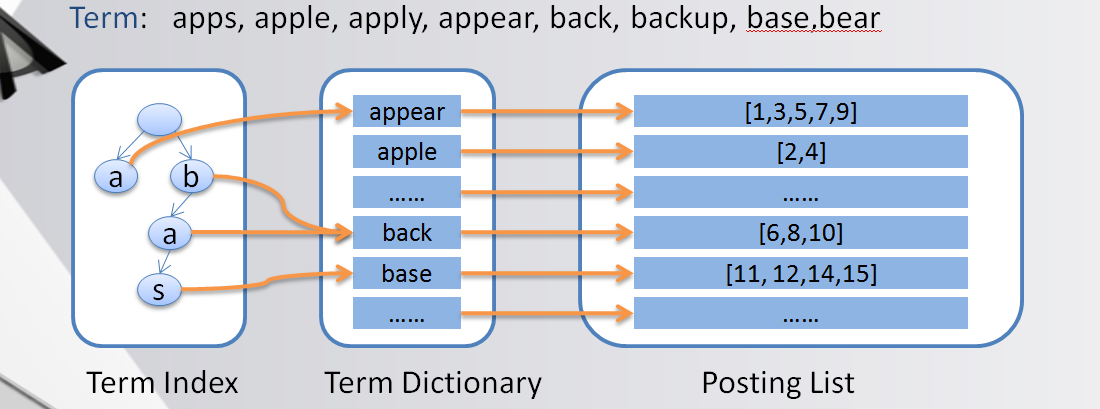 Term: apps, apple, apply, appear, back, backup, base,bear
a
b
a
s
appear
apple
......
back
base
......
[1,3,5,7,9]
[2,4]
......
[6,8,10]
[11, 12,14,15]
......
Term Index
Term Dictionary
Posting List